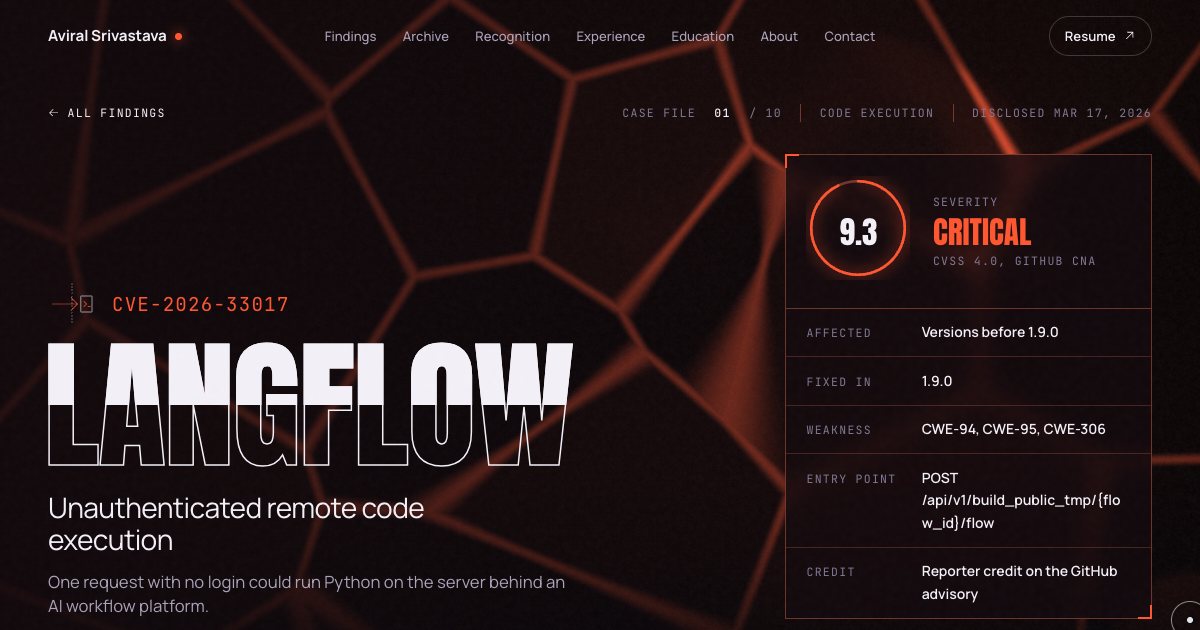 Aviral Srivastava
Findings Archive Recognition Experience Education About Contact
Resume ↗
← ALL FINDINGS
CASE FILE 01 / 10 CODE EXECUTION DISCLOSED MAR 17, 2026
9.3
SEVERITY
CRITICAL
CVSS 4.0, GITHUB CNA
CVE-2026-33017
LANGFLOW
Unauthenticated remote code
execution
One request with no login could run Python on the server behind an
AI workflow platform.
AFFECTED Versions before 1.9.0
FIXED IN 1.9.0
WEAKNESS CWE-94, CWE-95, CWE-306
ENTRY POINT POST
/api/v1/build_public_tmp/{flo
w_id}/flow
CREDIT Reporter credit on the GitHub
advisory